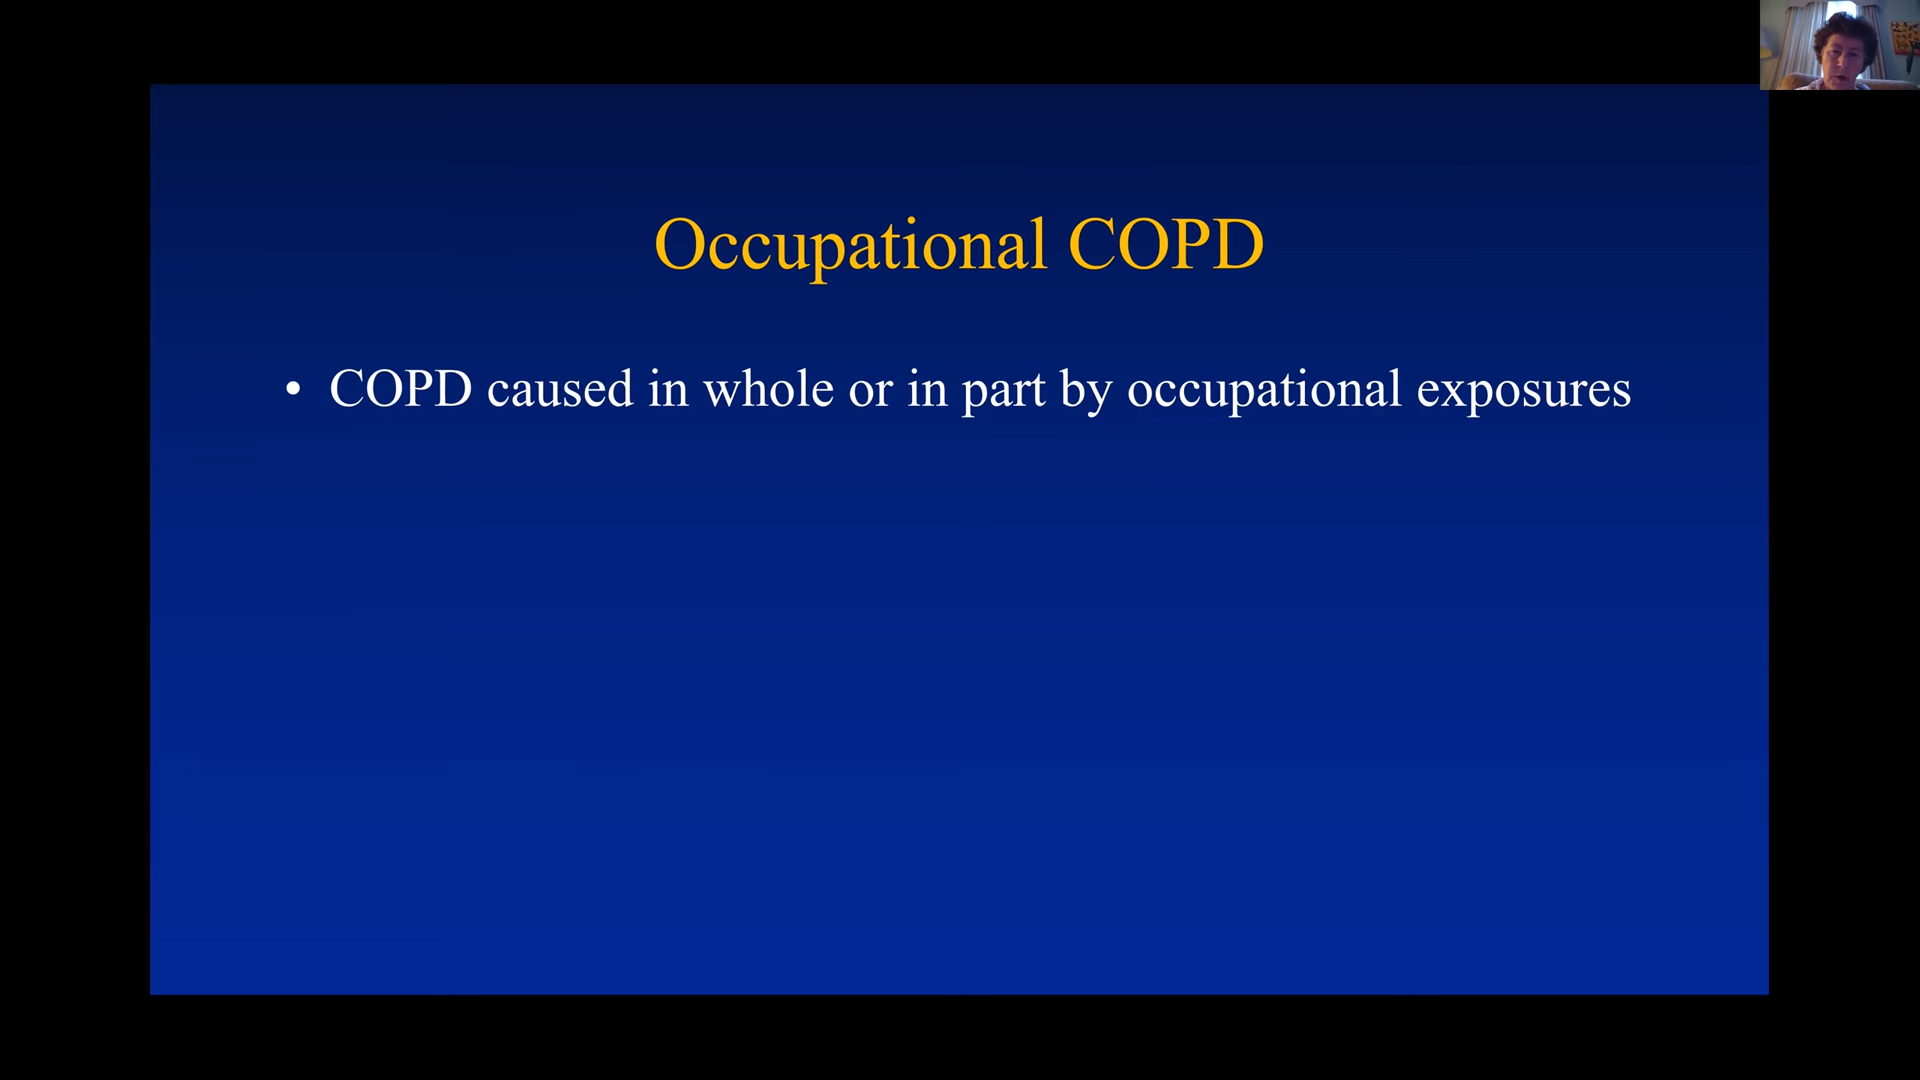 Occupational COPD
• COPD caused in whole or in part by occupational exposures